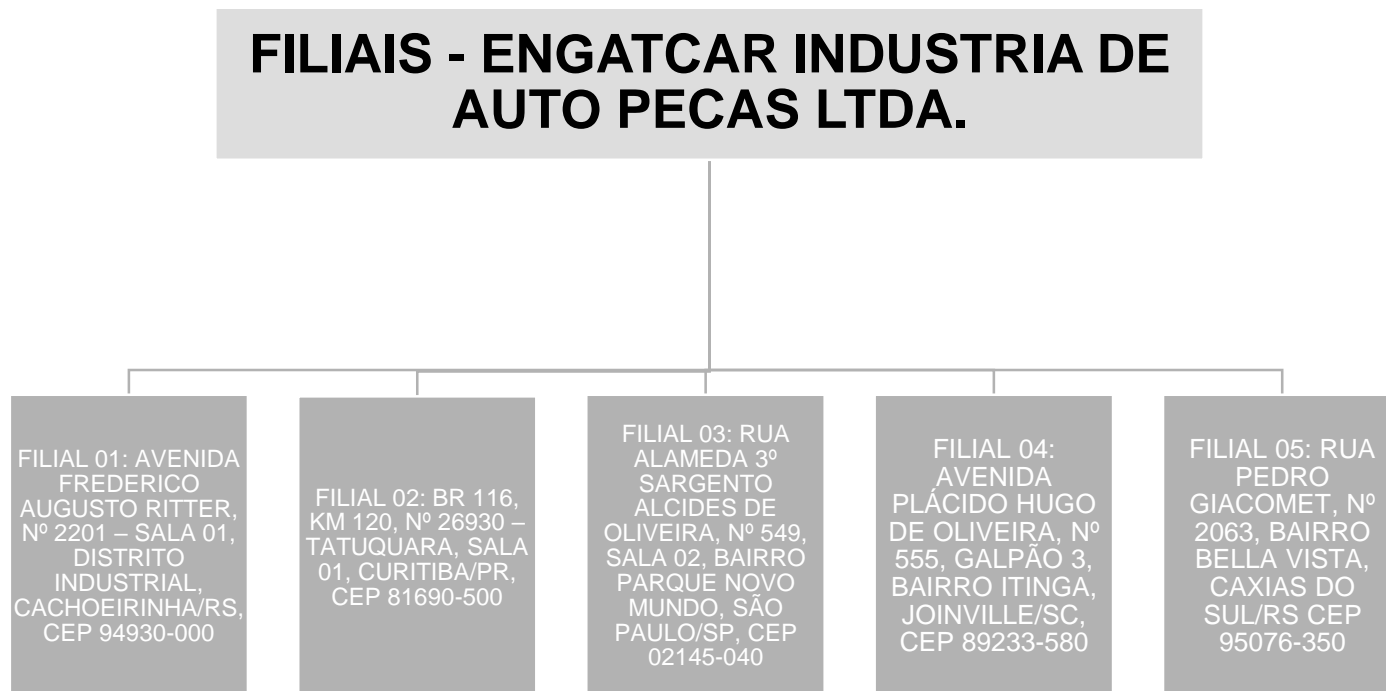 FILIAIS - ENGATCAR INDUSTRIA DE
AUTO PECAS LTDA.
FILIAL 01: AVENIDA
FREDERICO
AUGUSTO RITTER,
Nº 2201 – SALA 01,
DISTRITO
INDUSTRIAL,
CACHOEIRINHA/RS,
CEP 94930-000
FILIAL 02: BR 116,
KM 120, Nº 26930 –
TATUQUARA, SALA
01, CURITIBA/PR,
CEP 81690-500
FILIAL 03: RUA
ALAMEDA 3º
SARGENTO
ALCIDES DE
OLIVEIRA, Nº 549,
SALA 02, BAIRRO
PARQUE NOVO
MUNDO, SÃO
PAULO/SP, CEP
02145-040
FILIAL 04:
AVENIDA
PLÁCIDO HUGO
DE OLIVEIRA, Nº
555, GALPÃO 3,
BAIRRO ITINGA,
JOINVILLE/SC,
CEP 89233-580
FILIAL 05: RUA
PEDRO
GIACOMET, Nº
2063, BAIRRO
BELLA VISTA,
CAXIAS DO
SUL/RS CEP
95076-350